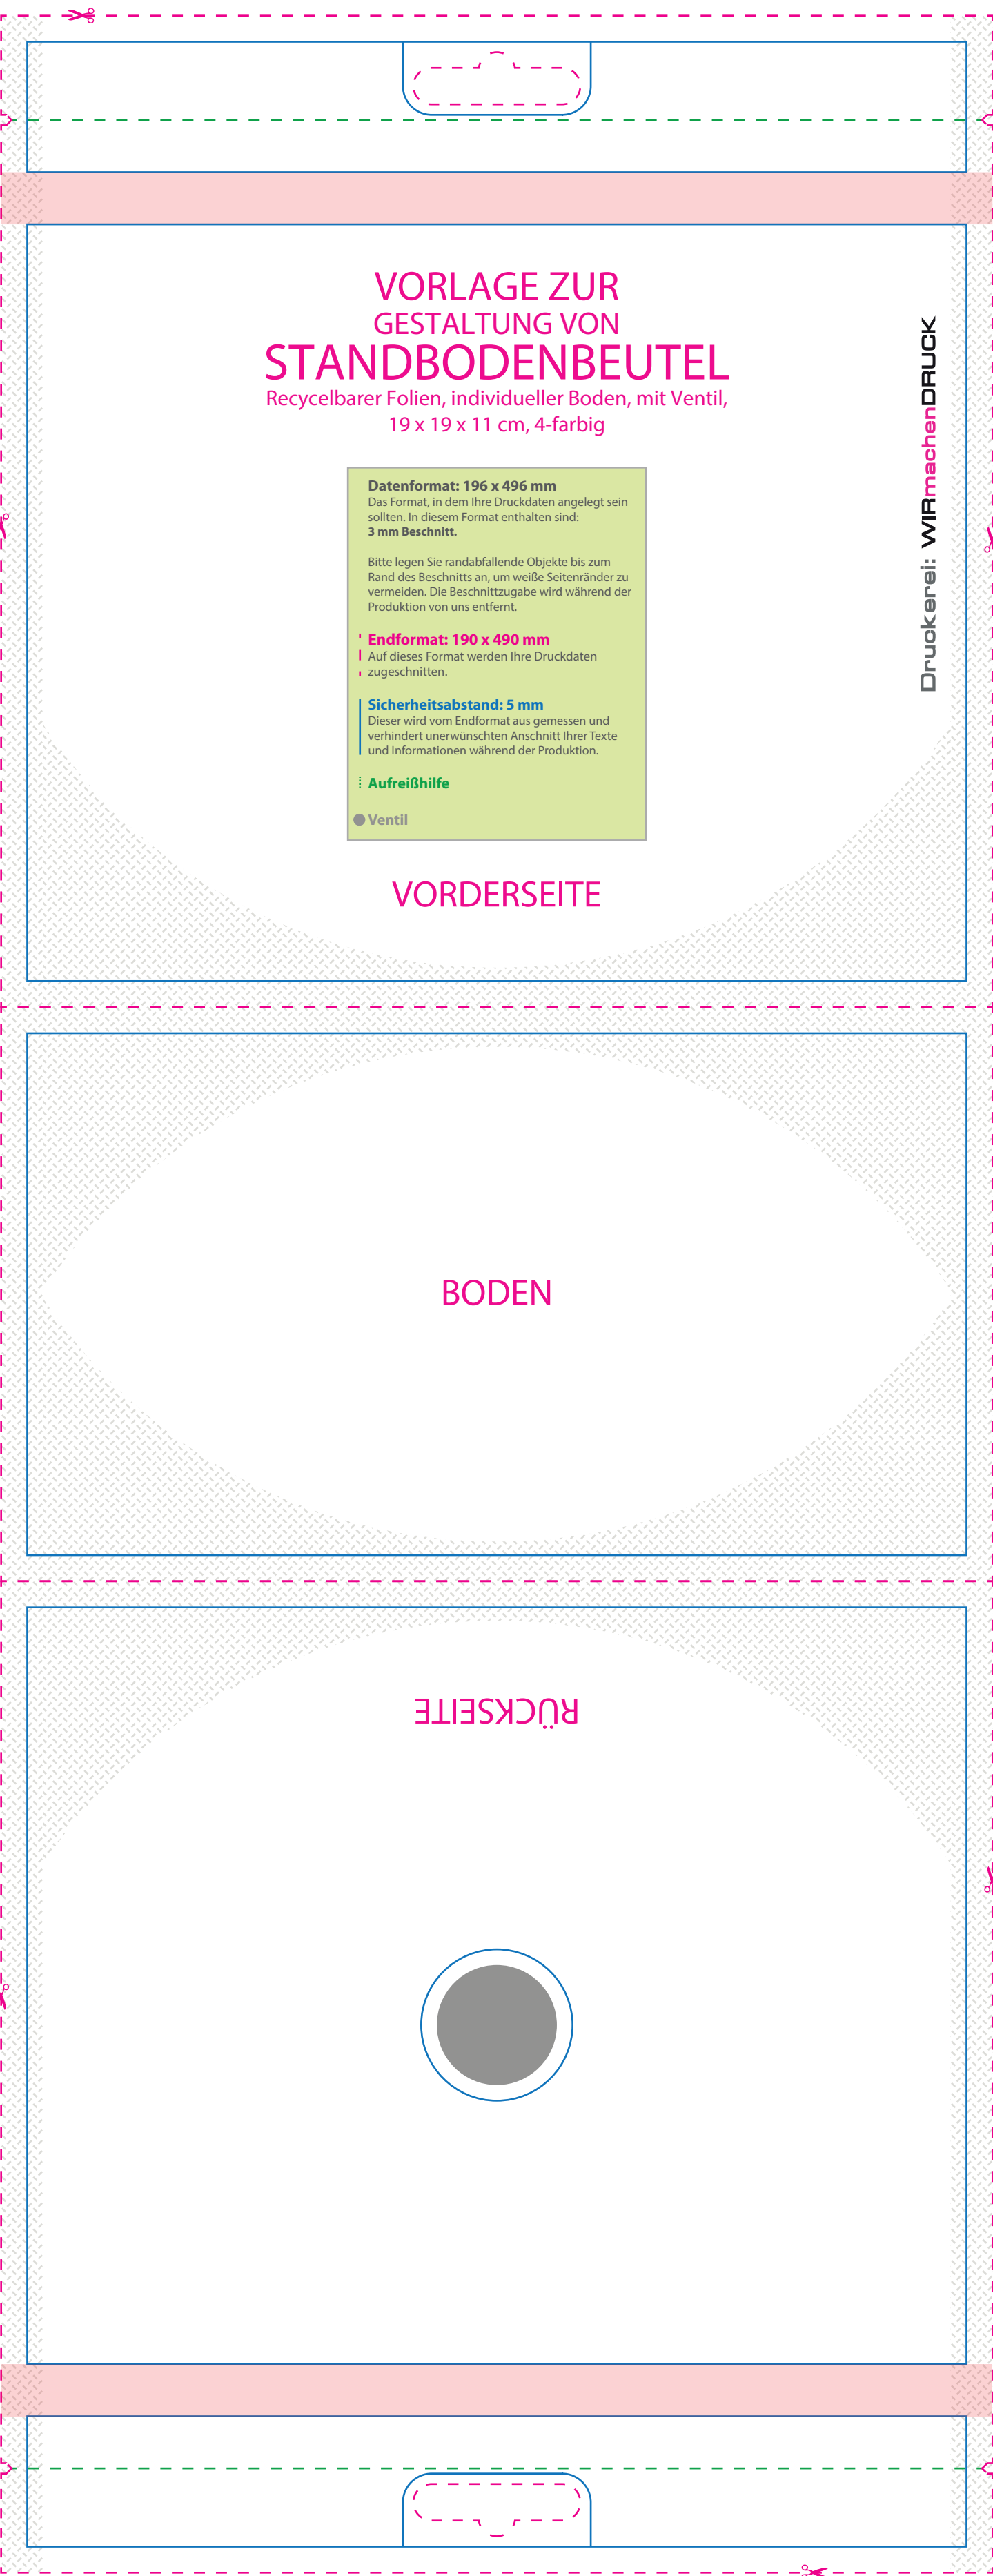 VORLAGE ZUR
GESTALTUNG VON
STANDBODENBEUTEL
Recycelbarer Folien, individueller Boden, mit Ventil,
19 x 19 x 11 cm, 4-farbig
Druckerei: WIRmachenDRUCK
Datenformat: 196 x 496 mm
Das Format, in dem Ihre Druckdaten angelegt sein
sollten. In diesem Format enthalten sind:
3 mm Beschnitt.
Bitte legen Sie randabfallende Objekte bis zum
Rand des Beschnitts an, um weiße Seitenränder zu
vermeiden. Die Beschnittzugabe wird während der
Produktion von uns entfernt.
Endformat: 190 x 490 mm
Auf dieses Format werden Ihre Druckdaten
zugeschnitten.
Sicherheitsabstand: 5 mm
Dieser wird vom Endformat aus gemessen und
verhindert unerwünschten Anschnitt Ihrer Texte
und Informationen während der Produktion.
Aufreißhilfe
Ventil
VORDERSEITE
BODEN
RÜCKSEITE